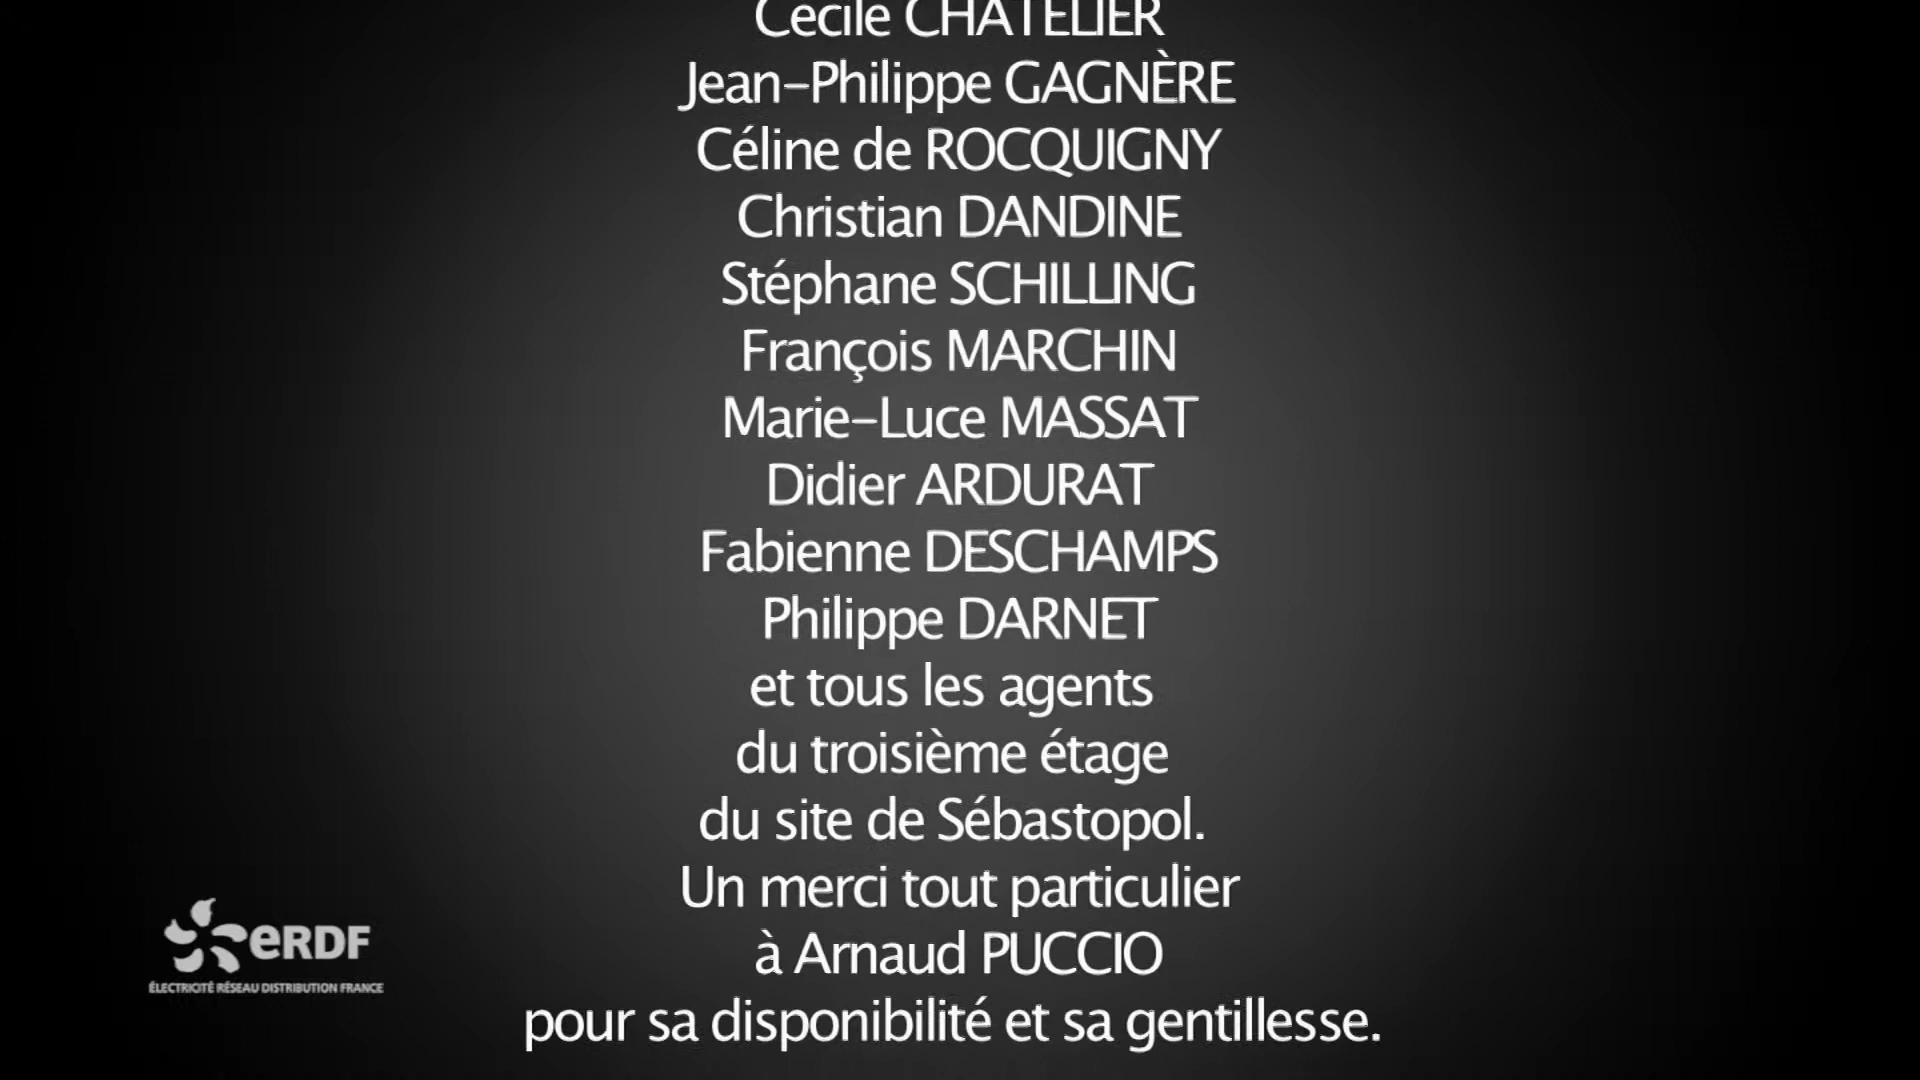 Cécile CHATELIER
Jean-Philippe GAGNÈRE
Céline de ROCQUIGNY
Christian DANDINE
Stéphane SCHILLING
François MARCHIN
Marie-Luce MASSAT
Didier ARDURAT
Fabienne DESCHAMPS
Philippe DARNET
et tous les agents
du troisième étage
du site de Sébastopol.
Un merci tout particulier
à Arnaud PUCCIO
pour sa disponibilité et sa gentillesse.
eRDF
ÉLECTRICITÉ RÉSEAU DISTRIBUTION FRANCE